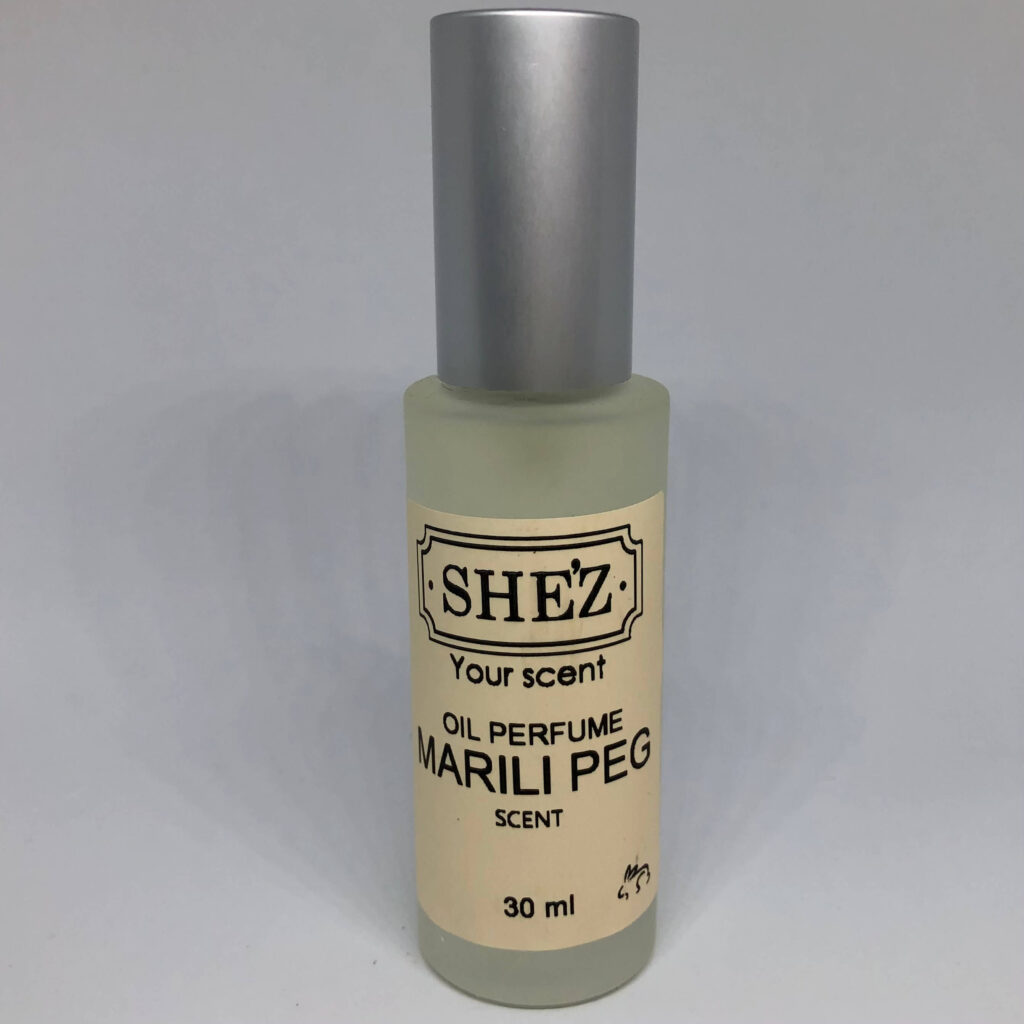 · SHE'Z ·
Your scent
OIL PERFUME
MARILI PEG
SCENT
30 ml